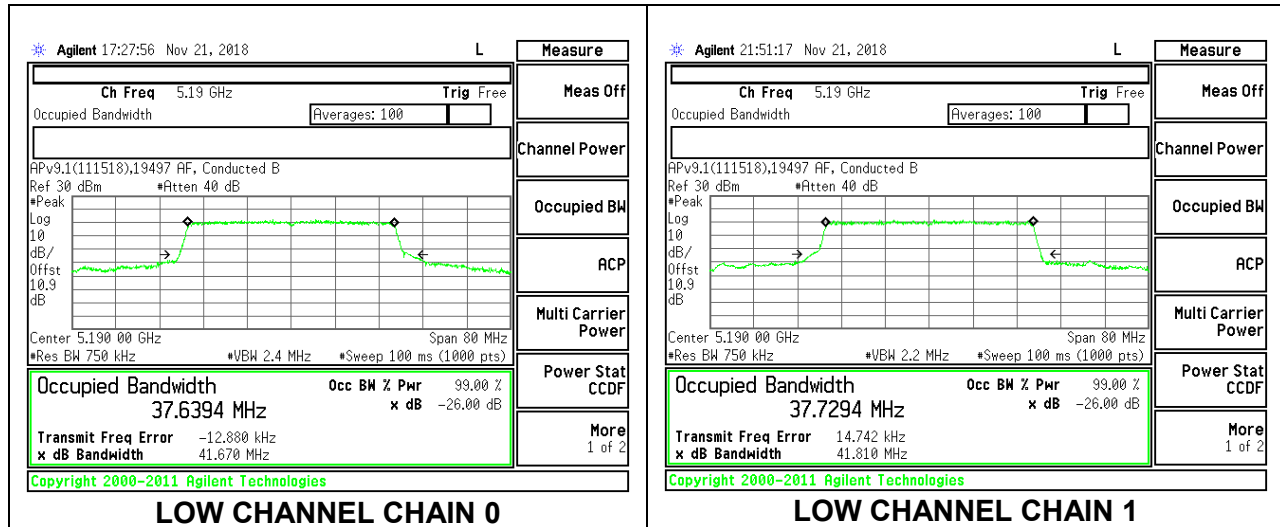 Agilent 17:27:56 Nov 21, 2018 L
Measure
Ch Freq 5.19 GHz Trig Free
Occupied Bandwidth Averages: 100
APv9.1(111518),19497 AF, Conducted B
Ref 30 dBm #Atten 40 dB
#Peak
Log
10
dB/
Offst
10.9
dB
Center 5.190 00 GHz Span 80 MHz
#Res BW 750 kHz #VBW 2.4 MHz #Sweep 100 ms (1000 pts)
Occupied Bandwidth Occ BW % Pwr 99.00 %
37.6394 MHz x dB -26.00 dB
Transmit Freq Error -12.880 kHz
x dB Bandwidth 41.670 MHz
Meas Off
Channel Power
Occupied BW
ACP
Multi Carrier
Power
Power Stat
CCDF
More
1 of 2
Copyright 2000-2011 Agilent Technologies
LOW CHANNEL CHAIN 0
Agilent 21:51:17 Nov 21, 2018 L
Measure
Ch Freq 5.19 GHz Trig Free
Occupied Bandwidth Averages: 100
APv9.1(111518),19497 AF, Conducted B
Ref 30 dBm #Atten 40 dB
#Peak
Log
10
dB/
Offst
10.9
dB
Center 5.190 00 GHz Span 80 MHz
#Res BW 750 kHz #VBW 2.2 MHz #Sweep 100 ms (1000 pts)
Occupied Bandwidth Occ BW % Pwr 99.00 %
37.7294 MHz x dB -26.00 dB
Transmit Freq Error 14.742 kHz
x dB Bandwidth 41.810 MHz
Meas Off
Channel Power
Occupied BW
ACP
Multi Carrier
Power
Power Stat
CCDF
More
1 of 2
Copyright 2000-2011 Agilent Technologies
LOW CHANNEL CHAIN 1